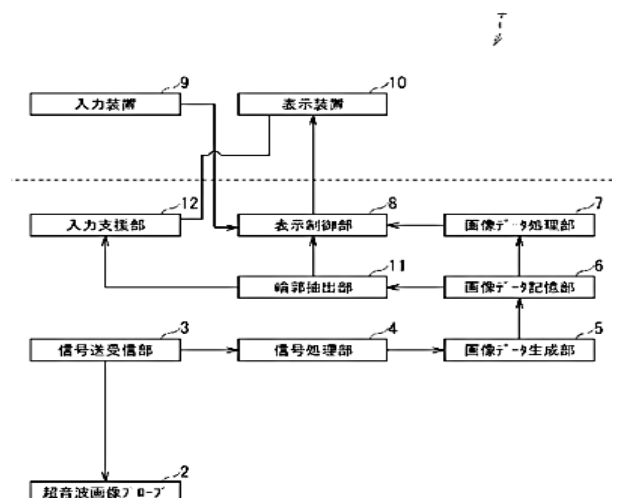 1
9
10
入力装置
表示装置
12
8
7
入力支援部
表示制御部
画像データ処理部
11
6
輪郭抽出部
画像データ記憶部
3
4
5
信号送受信部
信号処理部
画像データ生成部
2
超音波画像プローブ